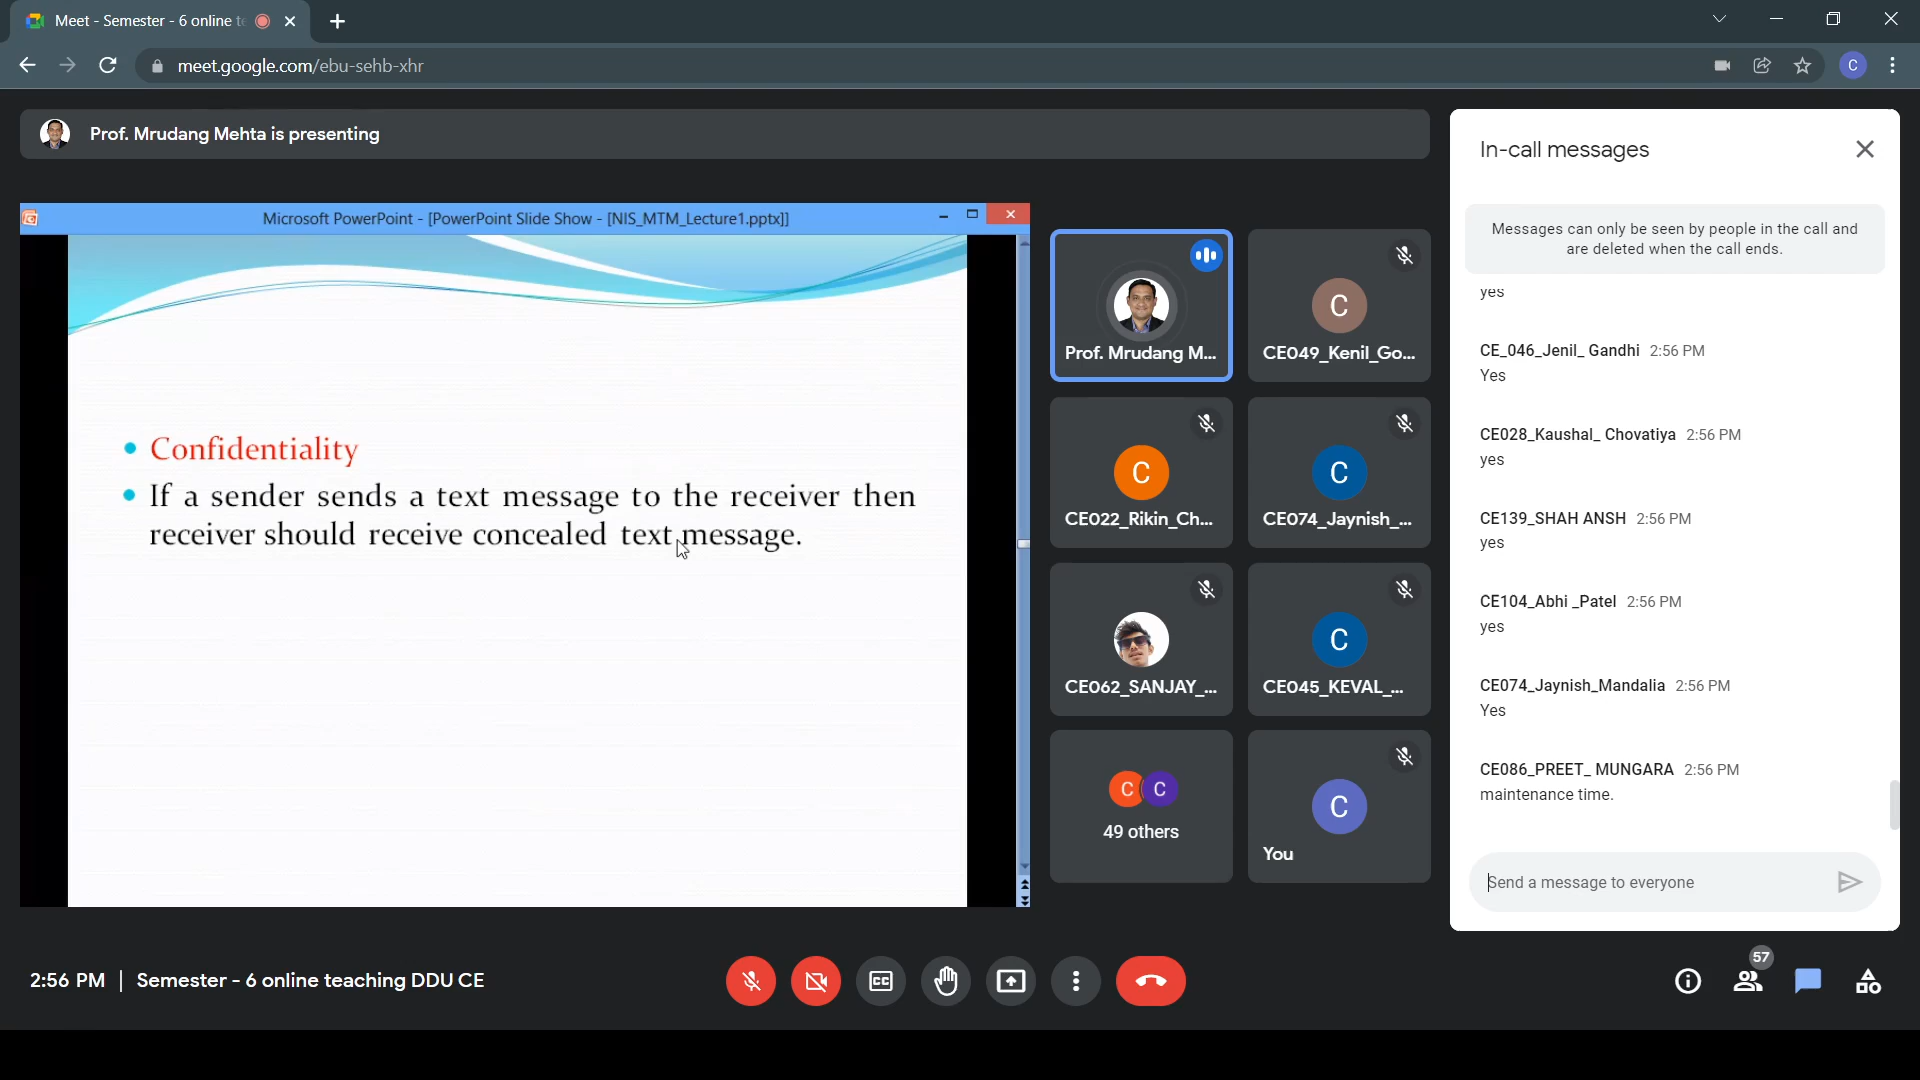 Meet - Semester - 6 online te
meet.google.com/ebu-sehb-xhr
C
Prof. Mrudang Mehta is presenting
Microsoft PowerPoint - [PowerPoint Slide Show - [NIS_MTM_Lecture1.pptx]]
• Confidentiality
• If a sender sends a text message to the receiver then
receiver should receive concealed text message.
Prof. Mrudang M...
C
CE049_Kenil_Go...
C
CE022_Rikin_Ch...
C
CE074_Jaynish_...
CE062_SANJAY_...
C
CE045_KEVAL_...
C C
49 others
C
You
In-call messages
Messages can only be seen by people in the call and
are deleted when the call ends.
yes
CE_046_Jenil_ Gandhi 2:56 PM
Yes
CE028_Kaushal_ Chovatiya 2:56 PM
yes
CE139_SHAH ANSH 2:56 PM
yes
CE104_Abhi _Patel 2:56 PM
yes
CE074_Jaynish_Mandalia 2:56 PM
Yes
CE086_PREET_ MUNGARA 2:56 PM
maintenance time.
Send a message to everyone
2:56 PM | Semester - 6 online teaching DDU CE
CC
57